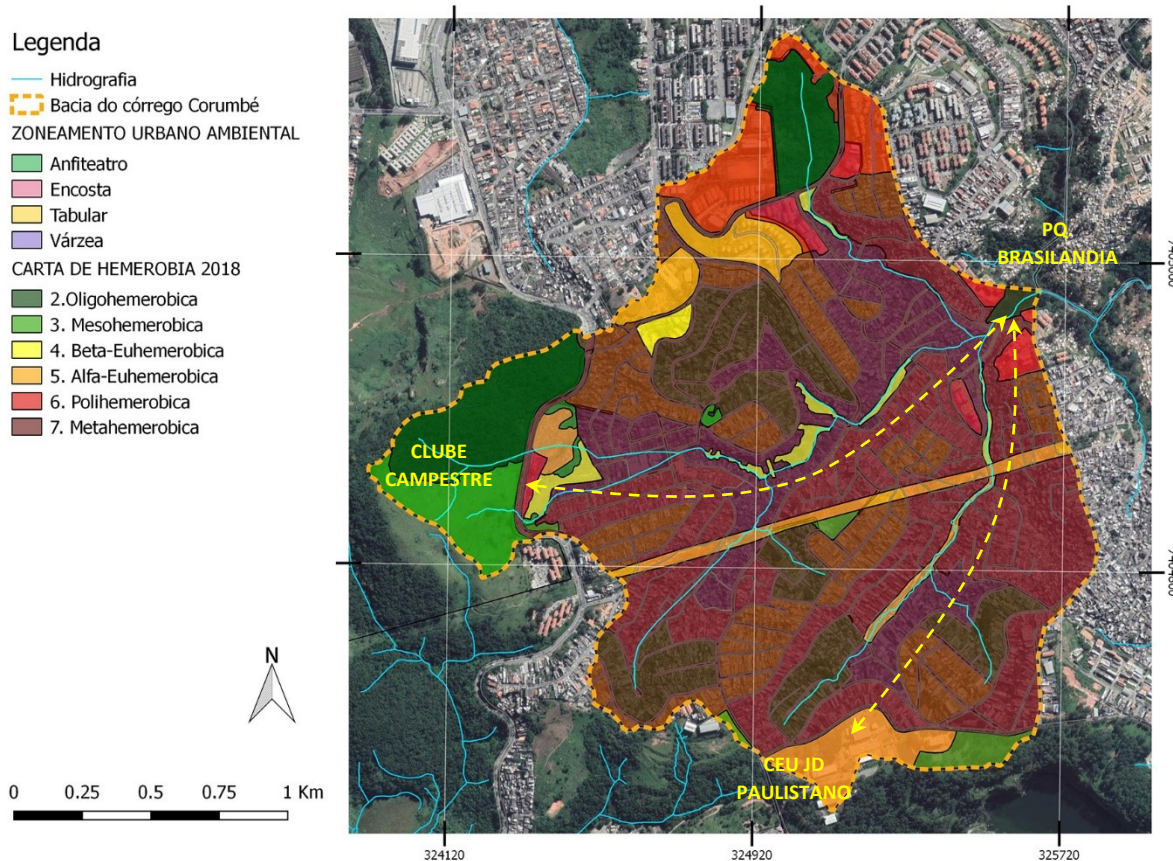 Legenda
Hidrografia
Bacia do córrego Corumbé
ZONEAMENTO URBANO AMBIENTAL
Anfiteatro
Encosta
Tabular
Várzea
CARTA DE HEMEROBIA 2018
2.Oligohemerobica
3. Mesohemerobica
4. Beta-Euhemerobica
5. Alfa-Euhemerobica
6. Polihemerobica
7. Metahemerobica
N
0 0.25 0.5 0.75 1 Km
PQ.
BRASILANDIA
CLUBE
CAMPESTRE
CEU JD
PAULISTANO
324120 324920 325720